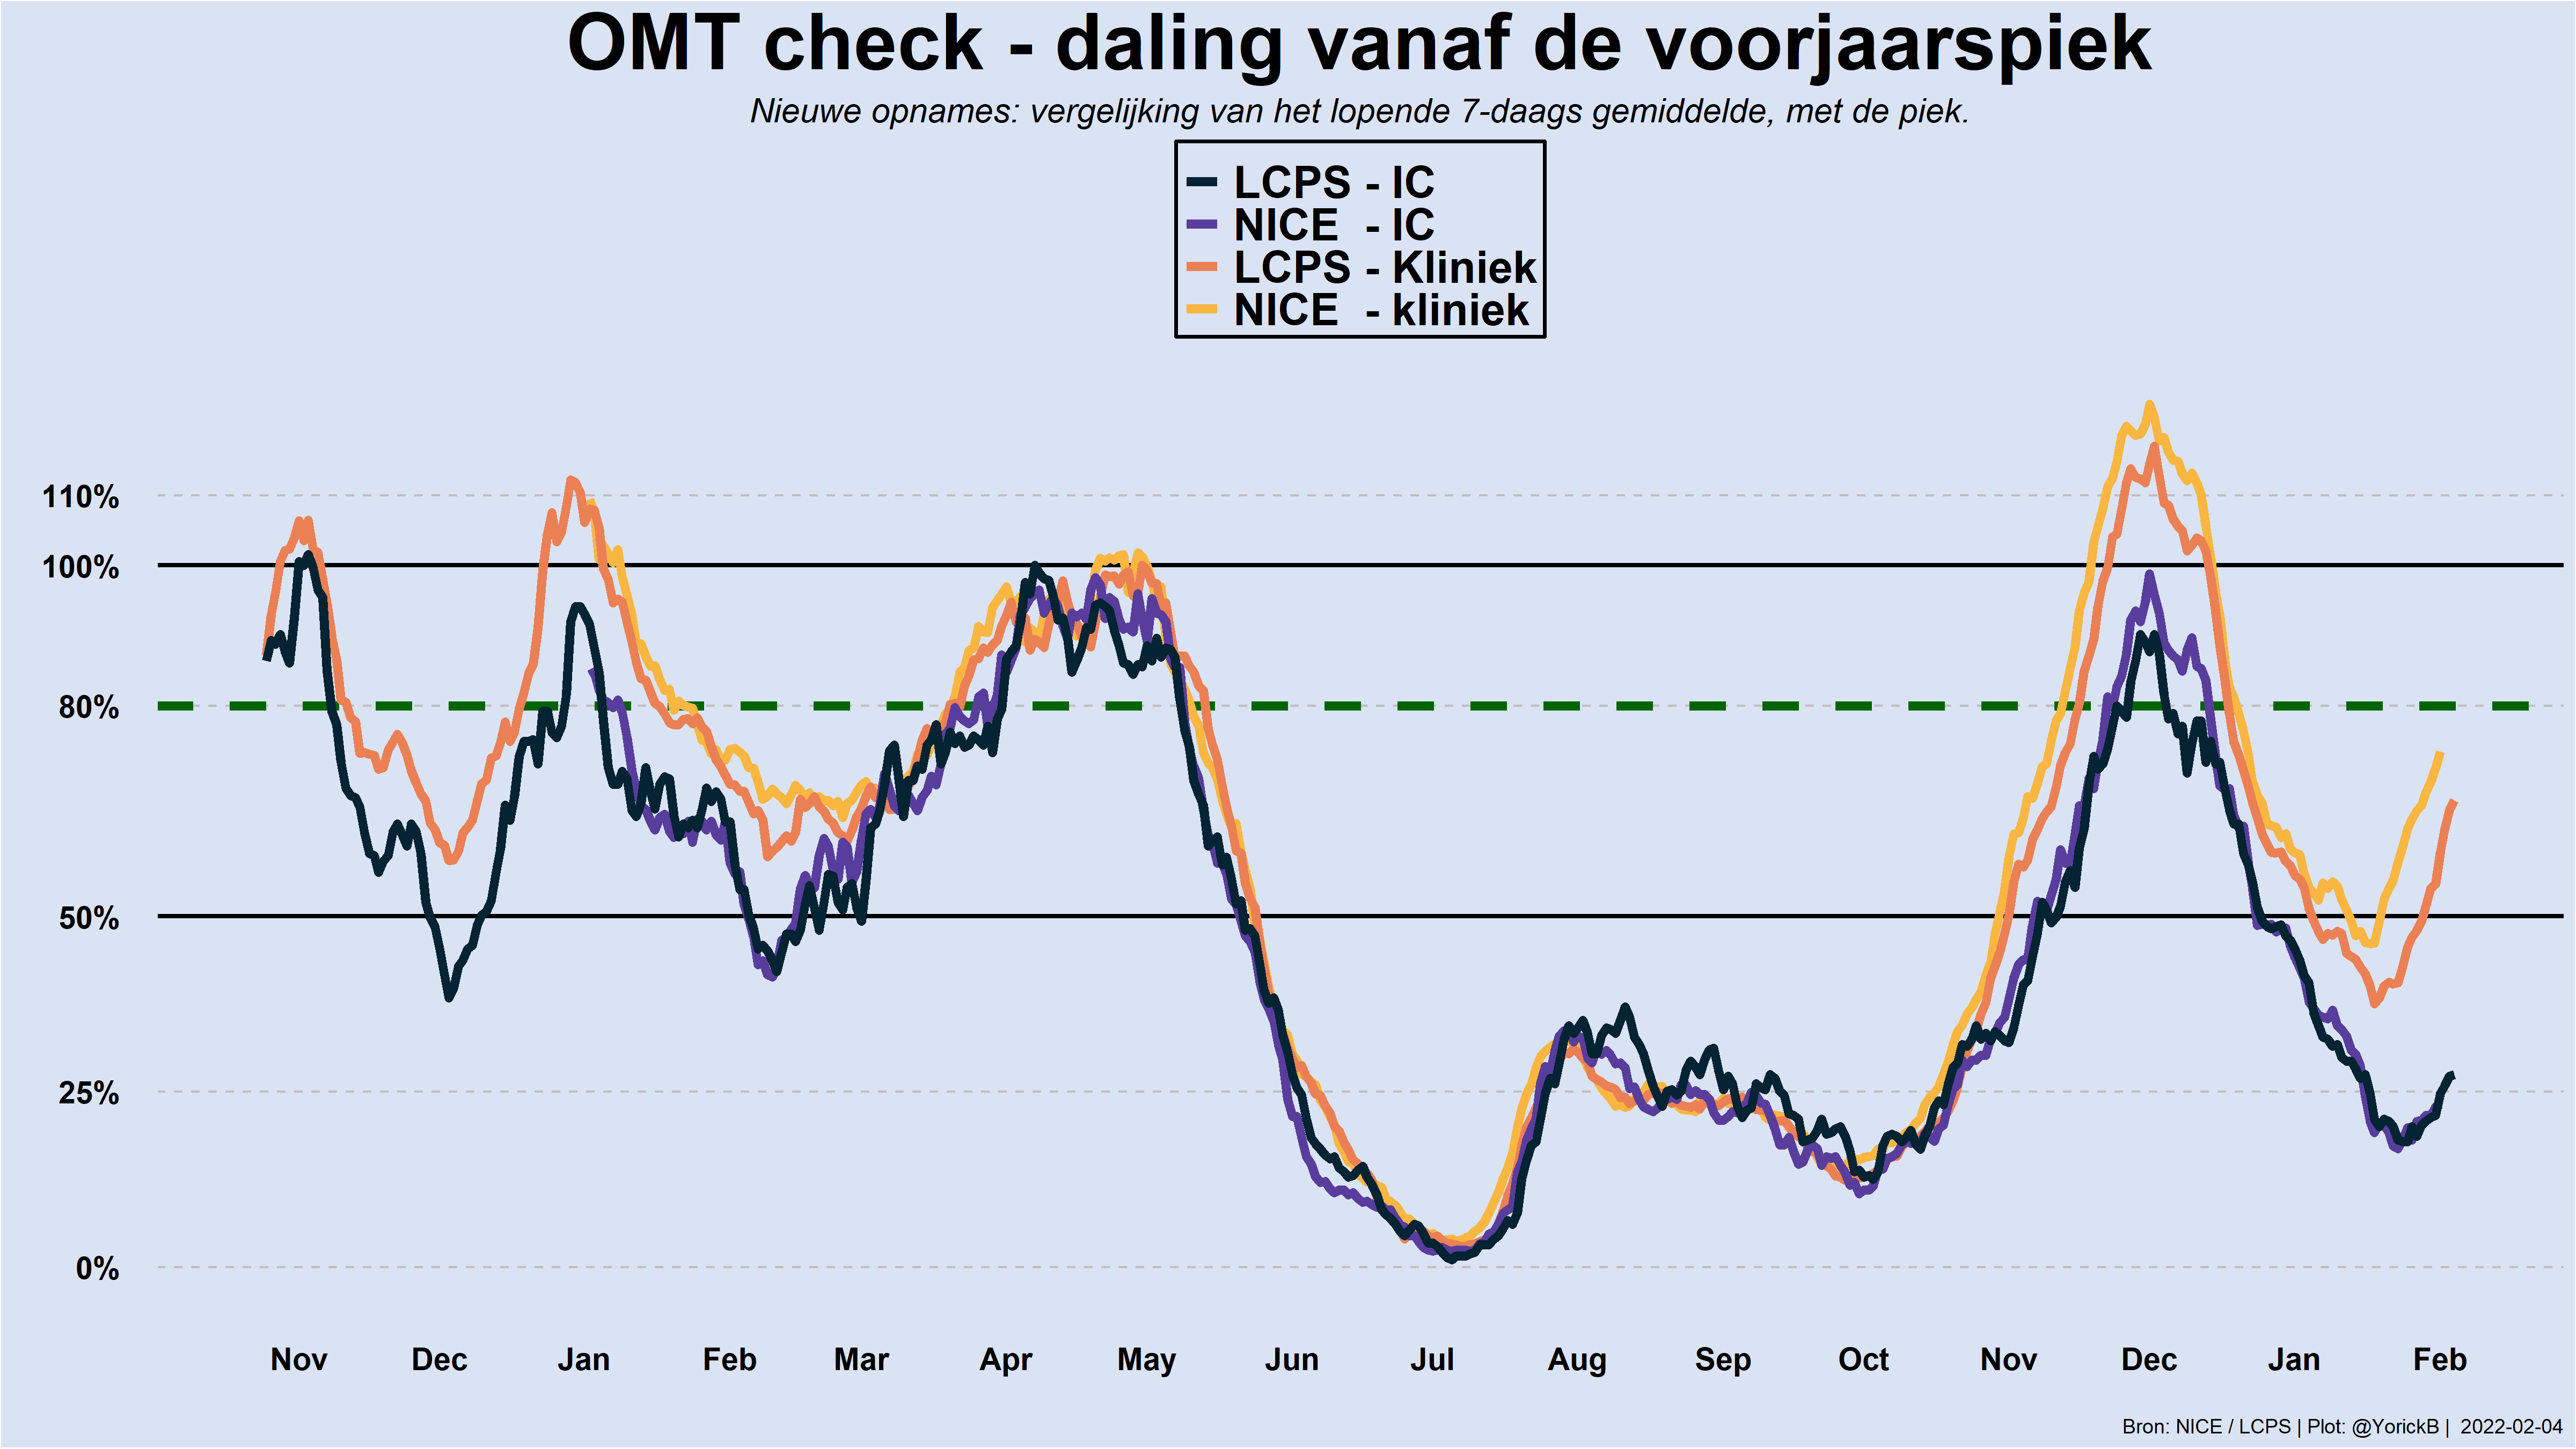 OMT check - daling vanaf de voorjaarspiek
Nieuwe opnames: vergelijking van het lopende 7-daags gemiddelde, met de piek.
LCPS - IC
NICE - IC
LCPS - Kliniek
NICE - kliniek
110%
100%
80%
50%
25%
0%
Nov Dec Jan Feb Mar Apr May Jun Jul Aug Sep Oct Nov Dec Jan Feb
Bron: NICE / LCPS | Plot: @YorickB | 2022-02-04